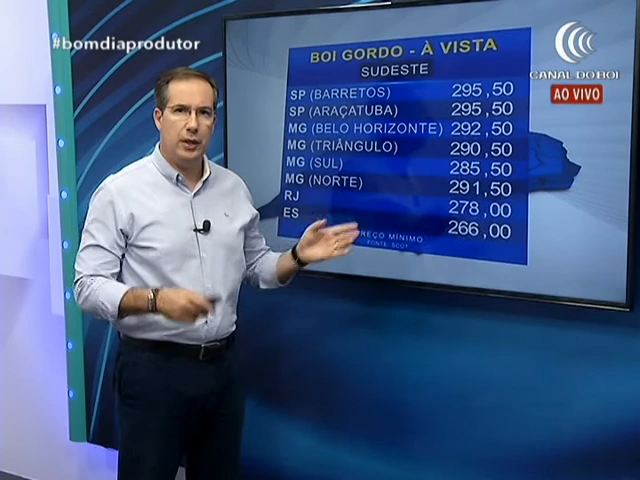 #bomdiaprodutor
BOI GORDO - À VISTA
SUDESTE
SP (BARRETOS) 295,50
SP (ARAÇATUBA) 295,50
MG (BELO HORIZONTE) 292,50
MG (TRIÂNGULO) 290,50
MG (SUL) 285,50
MG (NORTE) 291,50
RJ 278,00
ES 266,00
PREÇO MÍNIMO
FONTE: SCOT
CANAL DO BOI
AO VIVO